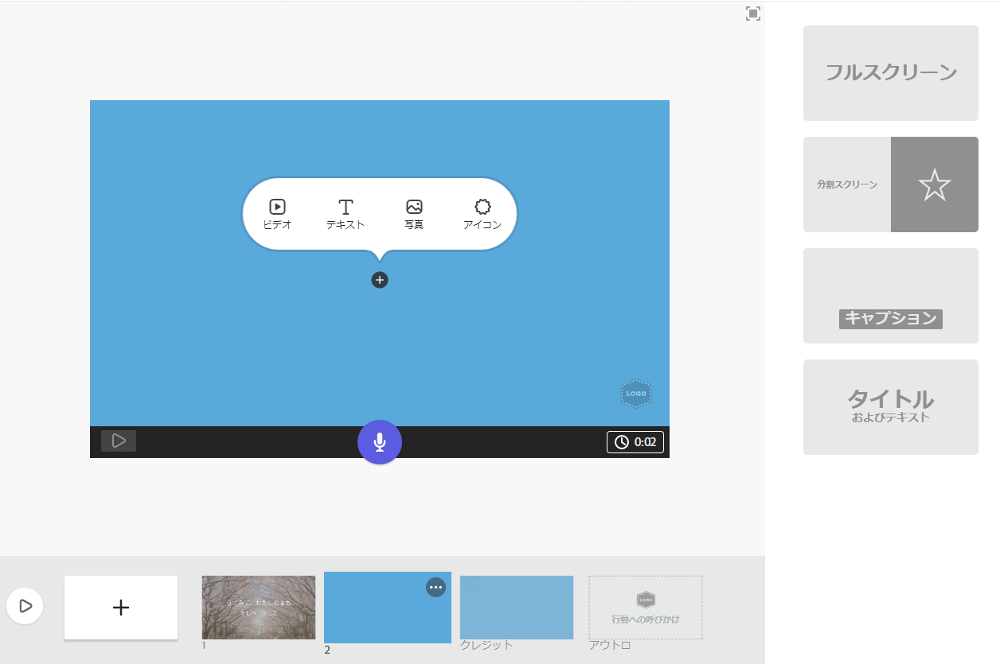 フルスクリーン
分割スクリーン
キャプション
タイトル
およびテキスト
ビデオ
テキスト
写真
アイコン
LOGO
0:02
1
2
クレジット
LOGO
行動への呼びかけ
アウトロ